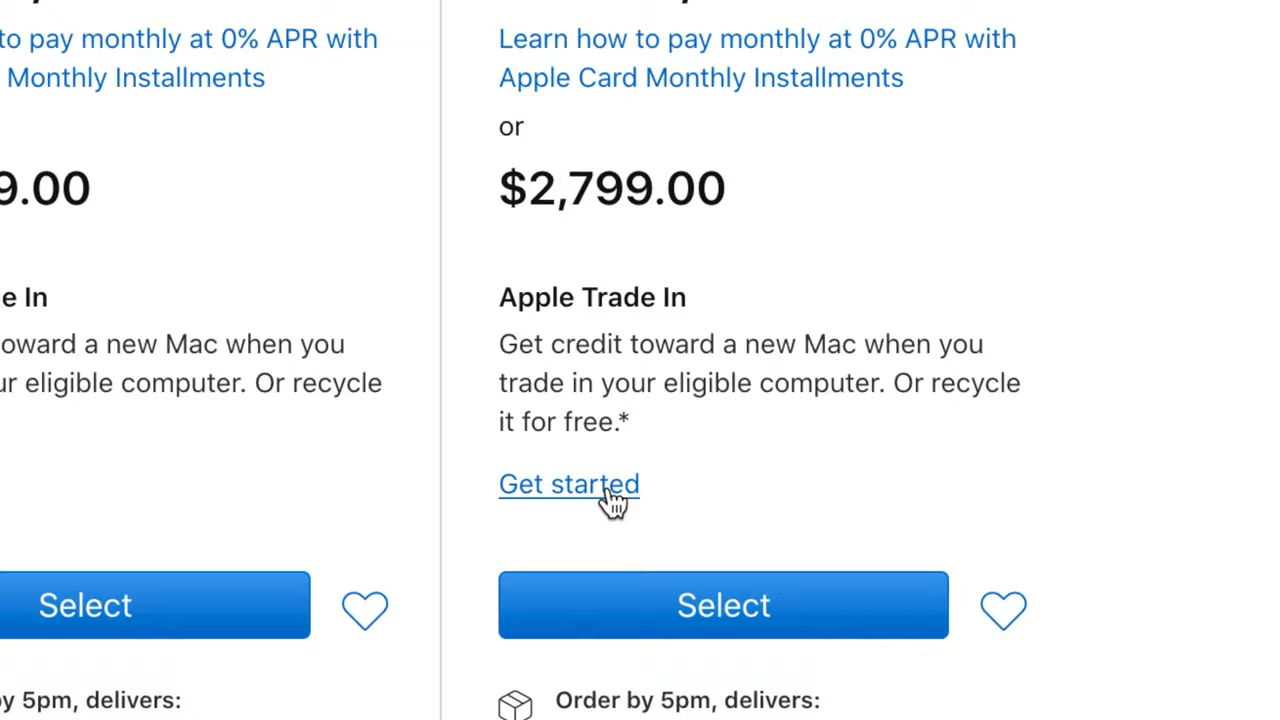 to pay monthly at 0% APR with
Monthly Installments
9.00
e In
oward a new Mac when you
ur eligible computer. Or recycle
Select
by 5pm, delivers:
Learn how to pay monthly at 0% APR with
Apple Card Monthly Installments
or
$2,799.00
Apple Trade In
Get credit toward a new Mac when you
trade in your eligible computer. Or recycle
it for free.*
Get started
Select
Order by 5pm, delivers: